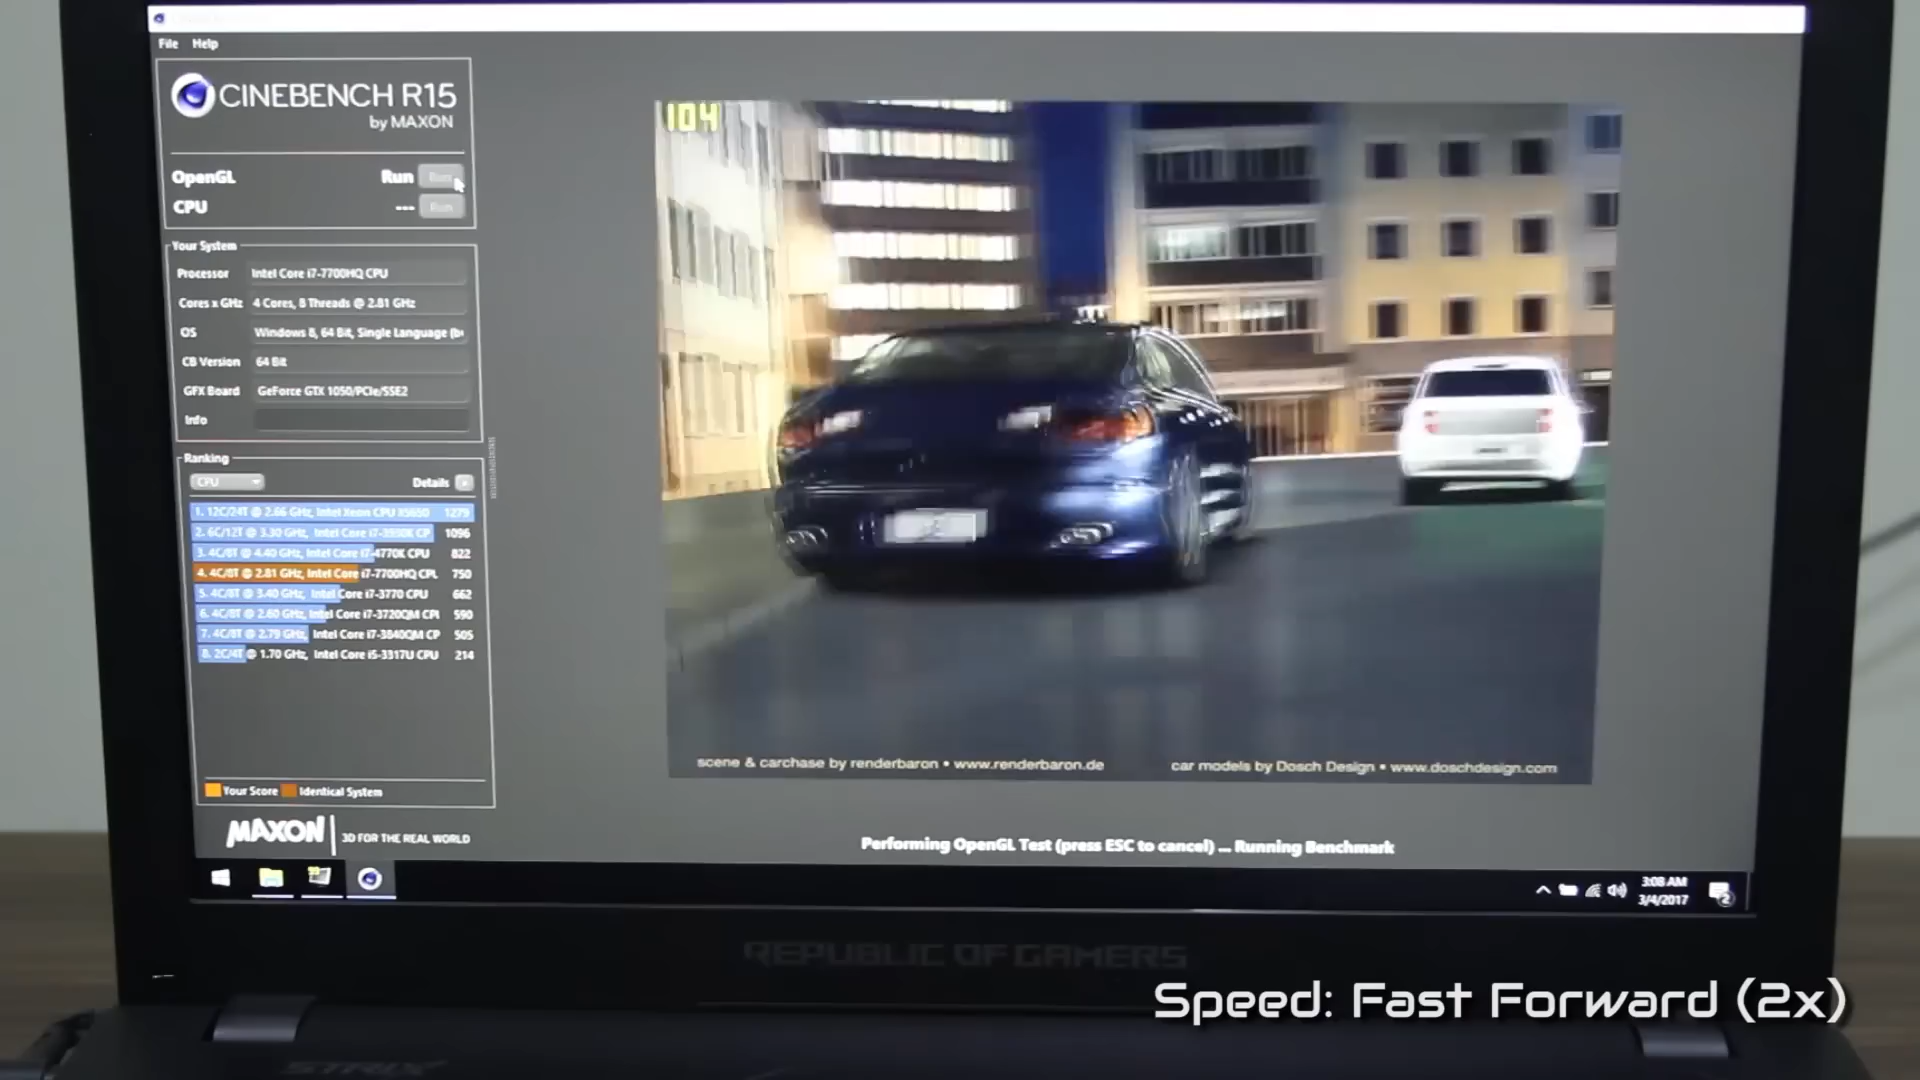 File Help
CINEBENCH R15
by MAXON
OpenGL Run Run
CPU --- Run
Your System
Processor Intel Core i7-7700HQ CPU
Cores x GHz 4 Cores, 8 Threads @ 2.81 GHz
OS Windows 8, 64 Bit, Single Language (b
CB Version 64 Bit
GFX Board GeForce GTX 1050/PCIe/SSE2
Info
Ranking
CPU Details
1. 12C/24T @ 2.66 GHz, Intel Xeon CPU X5650 1279
2. 6C/12T @ 3.30 GHz, Intel Core i7-3930K CP 1096
3. 4C/8T @ 4.40 GHz, Intel Core i7-4770K CPU 822
4. 4C/8T @ 2.81 GHz, Intel Core i7-7700HQ CPU 750
5. 4C/8T @ 3.40 GHz, Intel Core i7-3770 CPU 662
6. 4C/8T @ 2.60 GHz, Intel Core i7-3720QM CPI 590
7. 4C/8T @ 2.79 GHz, Intel Core i7-3840QM CP 505
8. 2C/4T @ 1.70 GHz, Intel Core i5-3317U CPU 214
Your Score Identical System
MAXON 3D FOR THE REAL WORLD
104
scene & carchase by renderbaron • www.renderbaron.de
car models by Dosch Design • www.doschdesign.com
Performing OpenGL Test (press ESC to cancel) ... Running Benchmark
3:08 AM
3/4/2017
2
REPUBLIC OF GAMERS
Speed: Fast Forward (2x)
STRIX